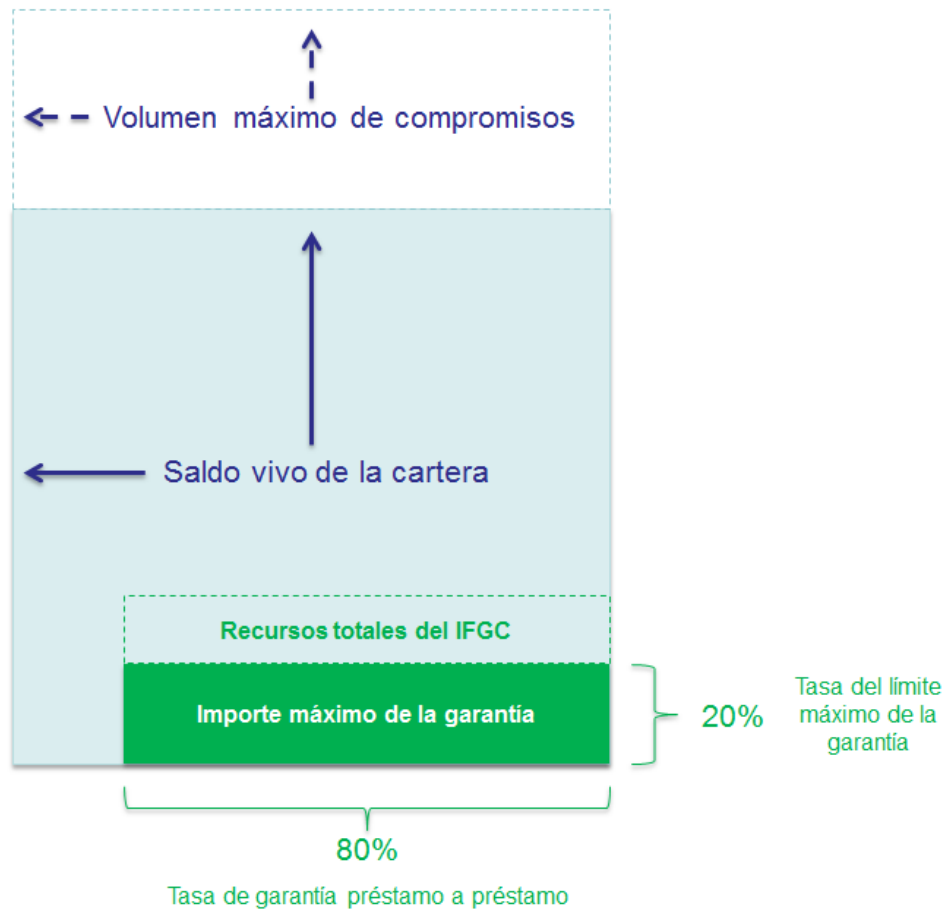 Volumen máximo de compromisos
Saldo vivo de la cartera
Recursos totales del IFGC
Importe máximo de la garantía
20%
Tasa del límite
máximo de la
garantía
80%
Tasa de garantía préstamo a préstamo